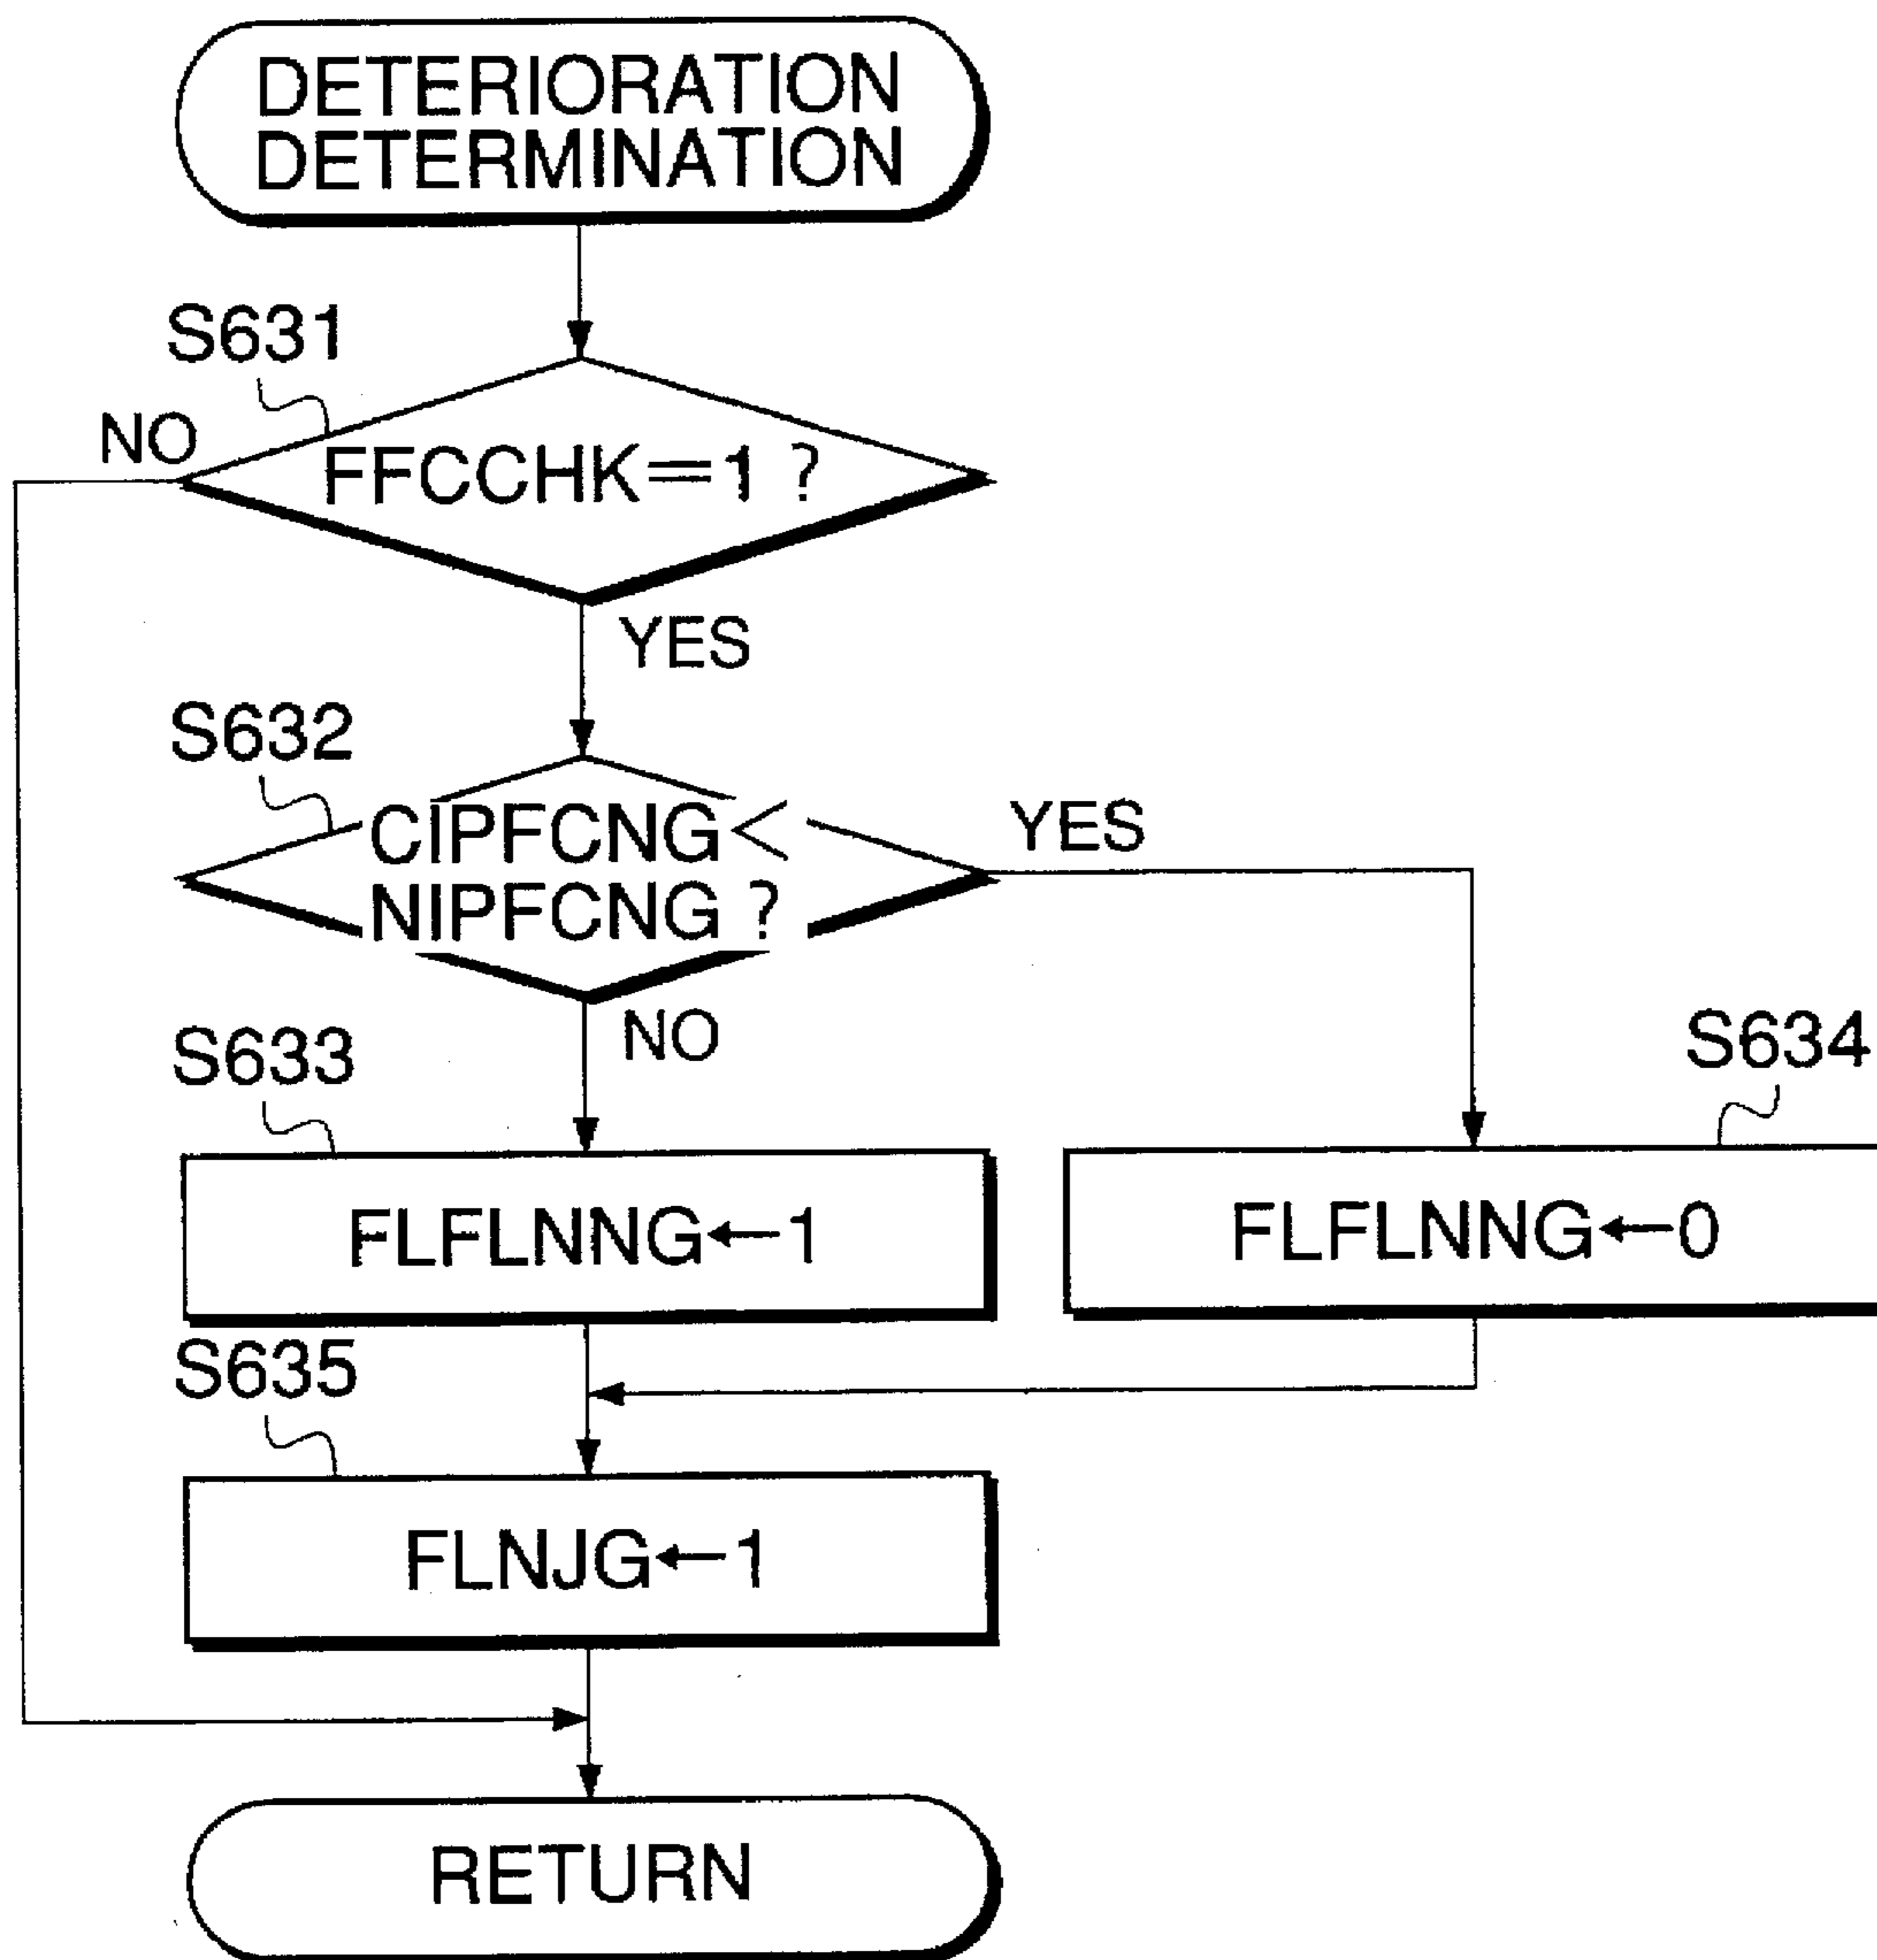 DETERIORATION
DETERMINATION
S631
NO
FFCCHK=1 ?
YES
S632
CIPFCNG<
NIPFCNG ?
YES
NO
S633
S634
FLFLNNG←1
FLFLNNG←0
S635
FLNJG←1
RETURN